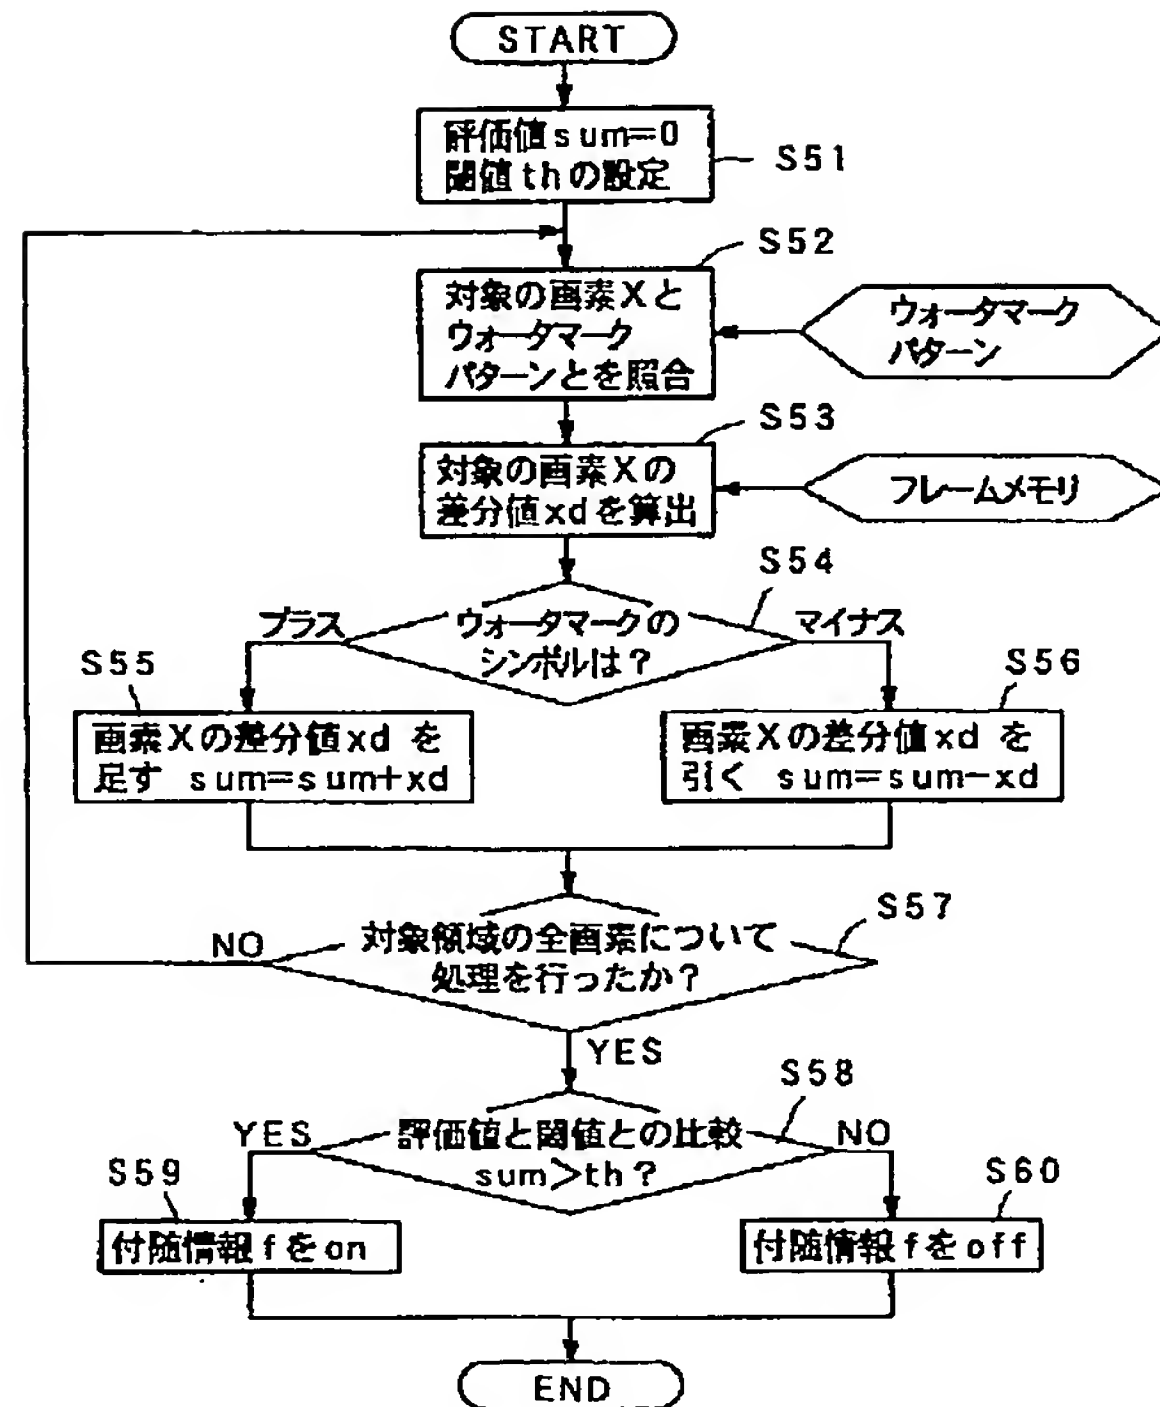 START
評価値sum=0
閾値thの設定
S51
S52
対象の画素Xと
ウォータマーク
パターンとを照合
ウォータマーク
パターン
S53
対象の画素Xの
差分値xdを算出
フレームメモリ
S54
プラス
ウォータマークの
シンボルは?
マイナス
S55
画素Xの差分値xd を
足す sum=sum+xd
S56
画素Xの差分値xd を
引く sum=sum-xd
S57
NO
対象領域の全画素について
処理を行ったか?
YES
S58
YES
評価値と閾値との比較
sum>th?
NO
S59
付随情報fをon
S60
付随情報fをoff
END